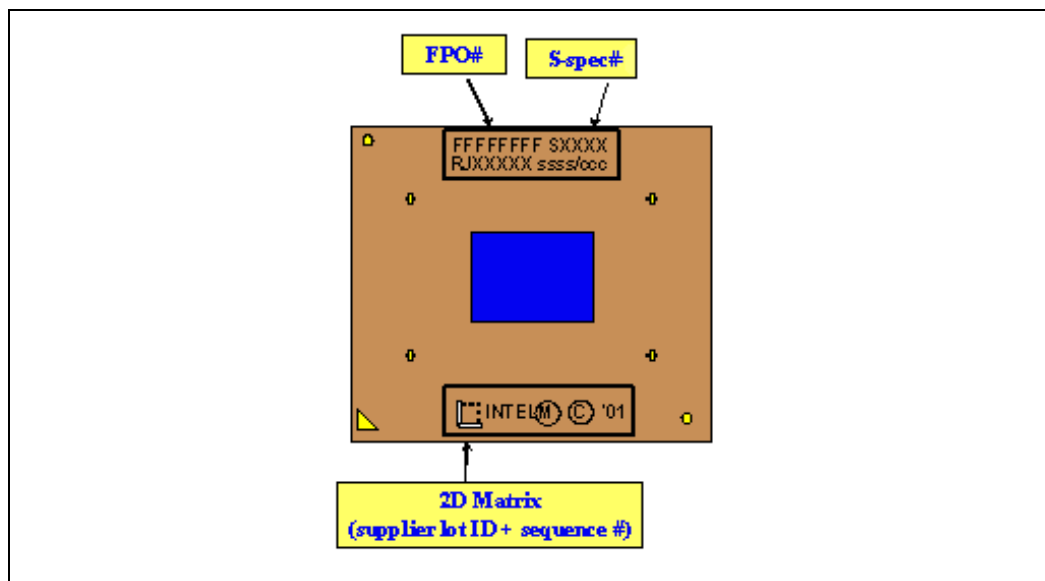 FPO# S-spec#
FFFFFFFF SXXXX
RJXXXXX ssss/ccc
INTEL Ⓜ © '01
2D Matrix
(supplier lot ID + sequence #)